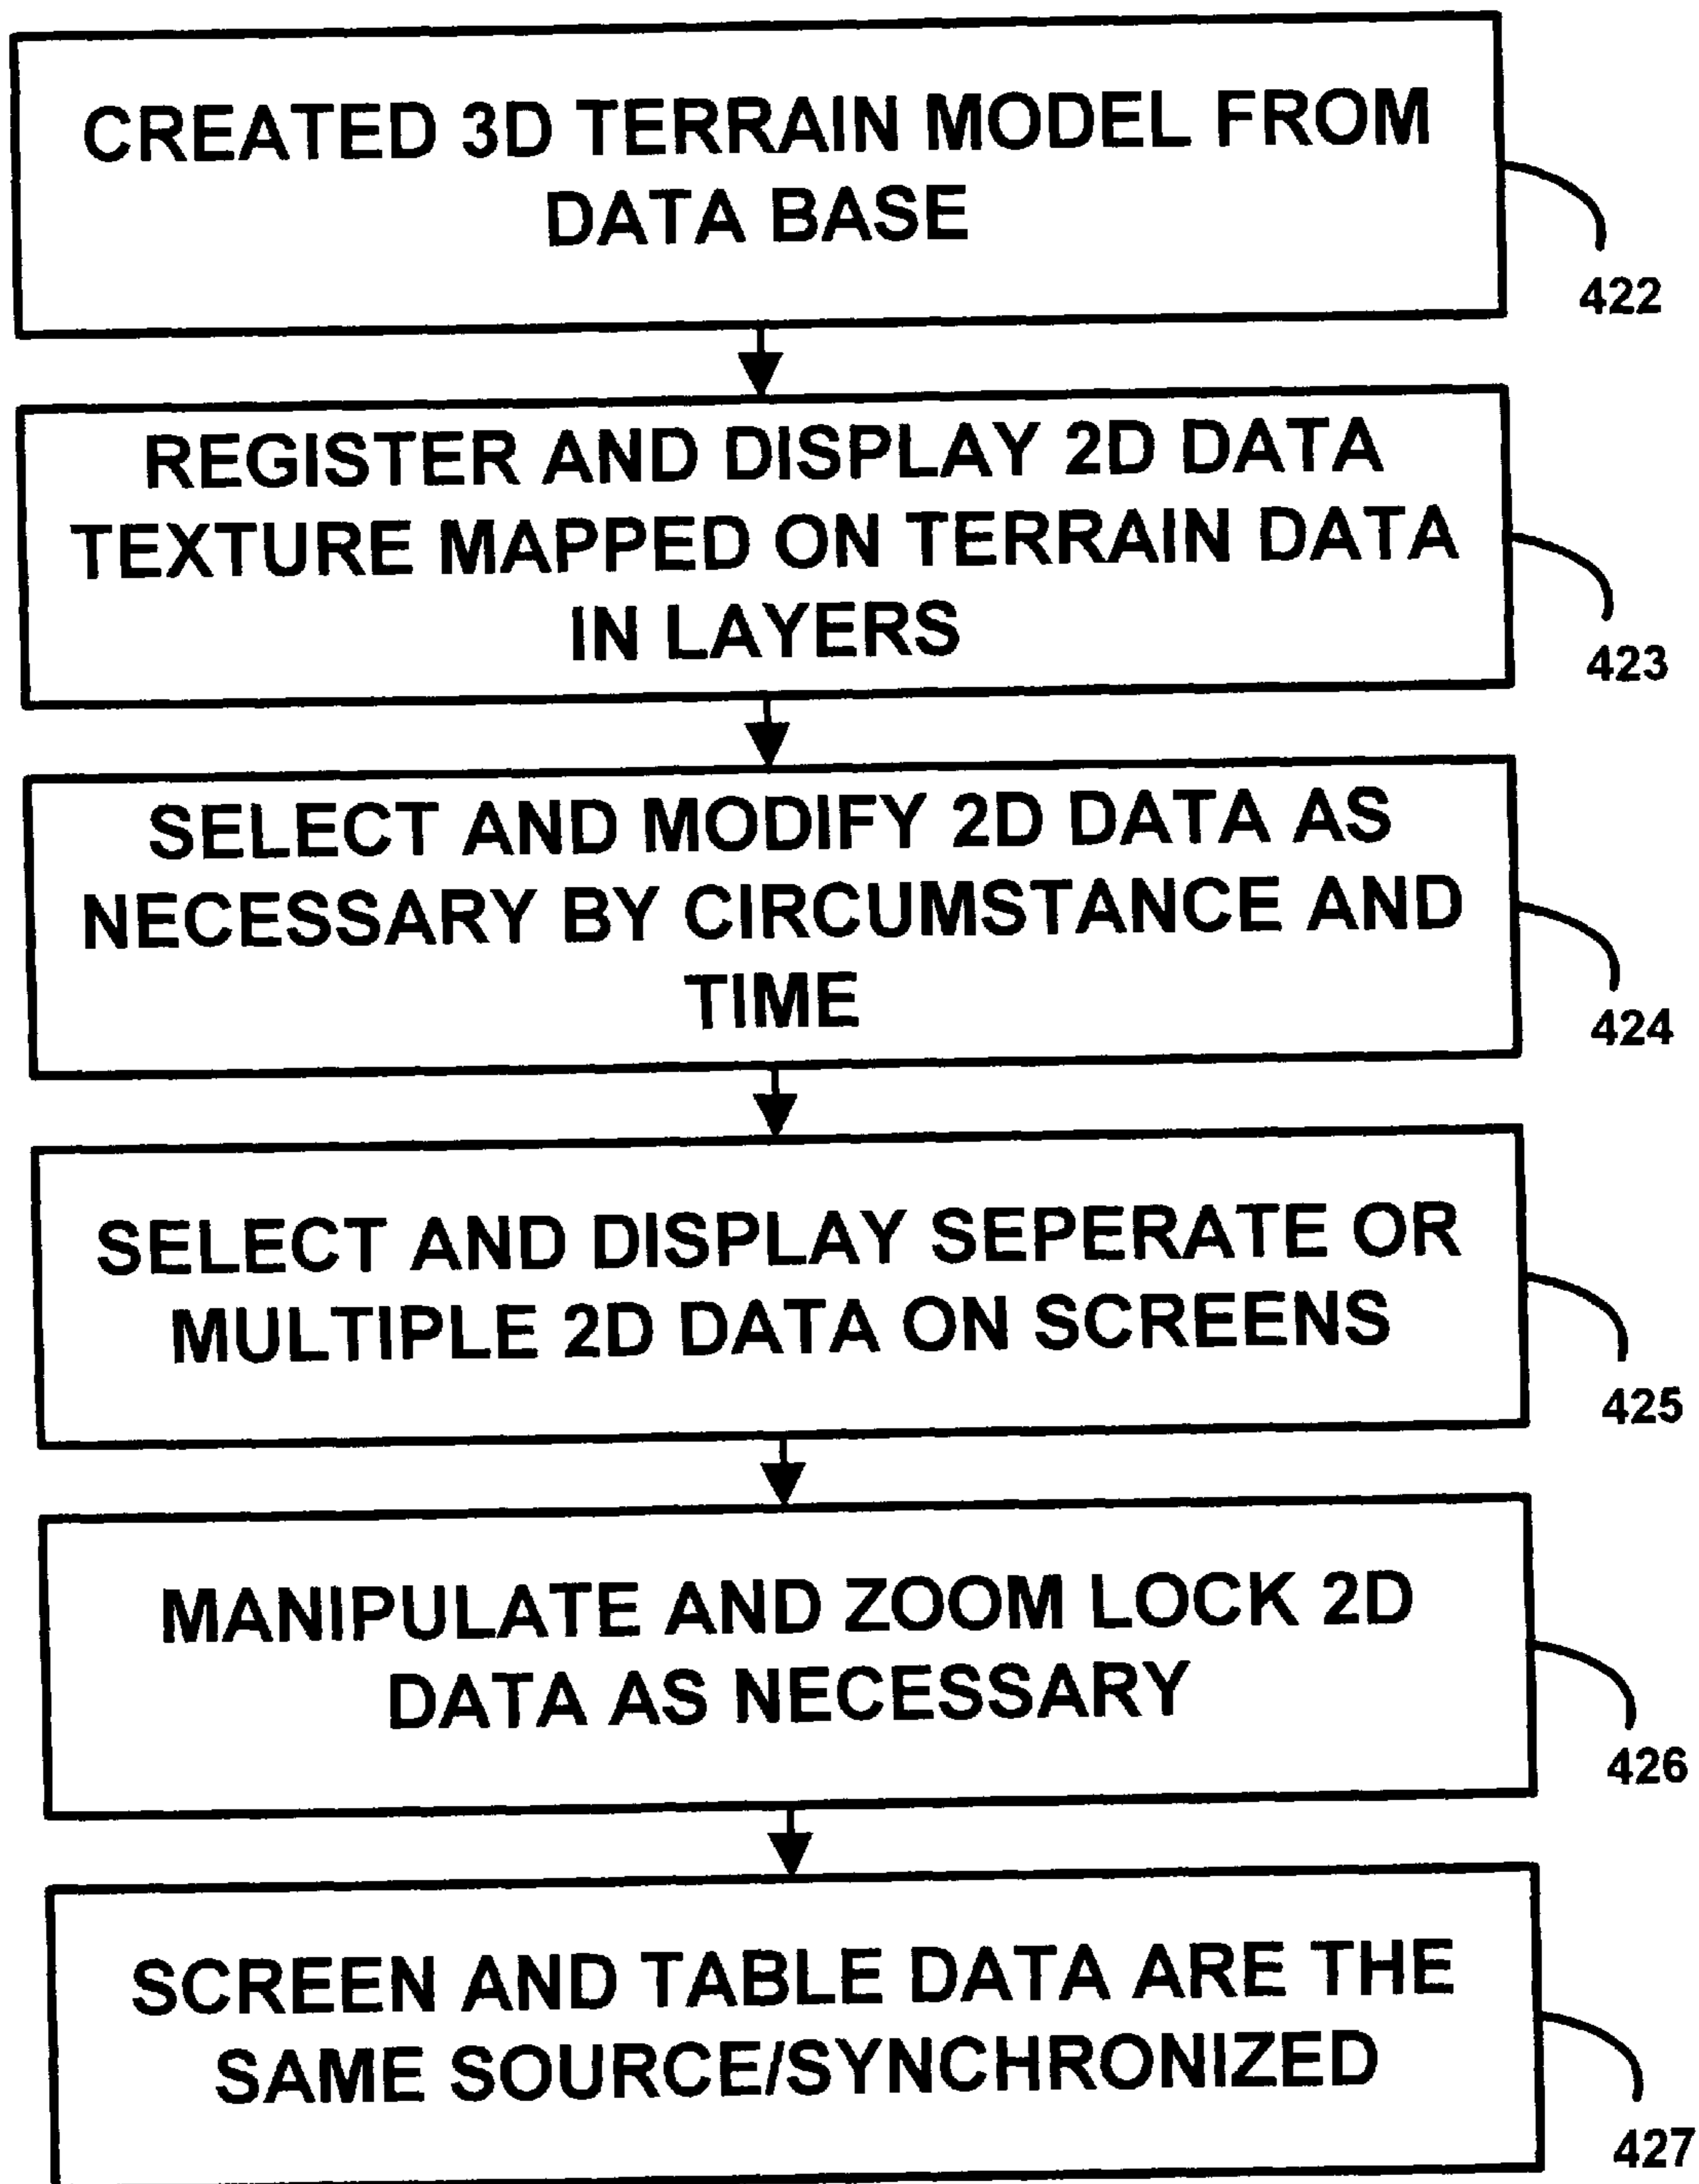 CREATED 3D TERRAIN MODEL FROM
DATA BASE
422
REGISTER AND DISPLAY 2D DATA
TEXTURE MAPPED ON TERRAIN DATA
IN LAYERS
423
SELECT AND MODIFY 2D DATA AS
NECESSARY BY CIRCUMSTANCE AND
TIME
424
SELECT AND DISPLAY SEPERATE OR
MULTIPLE 2D DATA ON SCREENS
425
MANIPULATE AND ZOOM LOCK 2D
DATA AS NECESSARY
426
SCREEN AND TABLE DATA ARE THE
SAME SOURCE/SYNCHRONIZED
427